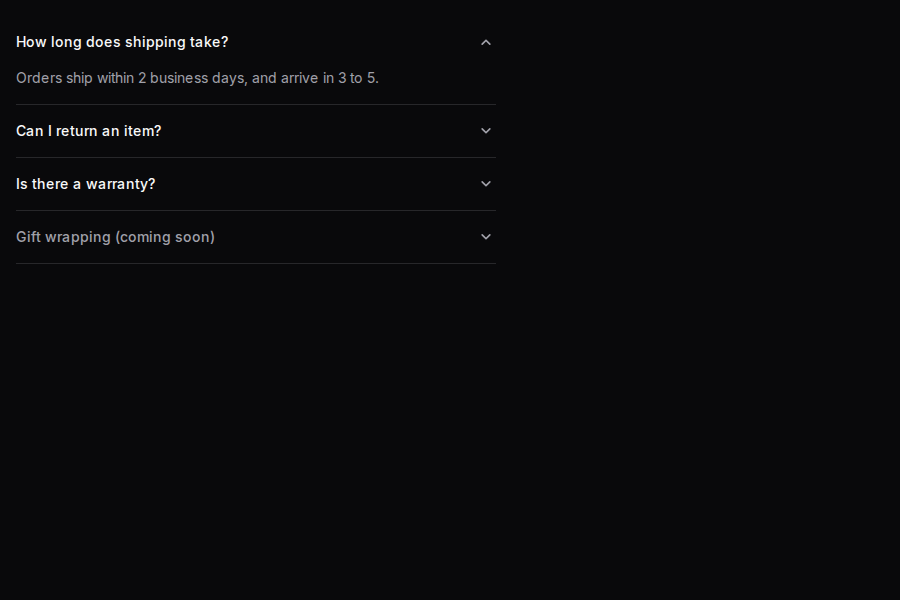 How long does shipping take?
Orders ship within 2 business days, and arrive in 3 to 5.
Can I return an item?
Is there a warranty?
Gift wrapping (coming soon)